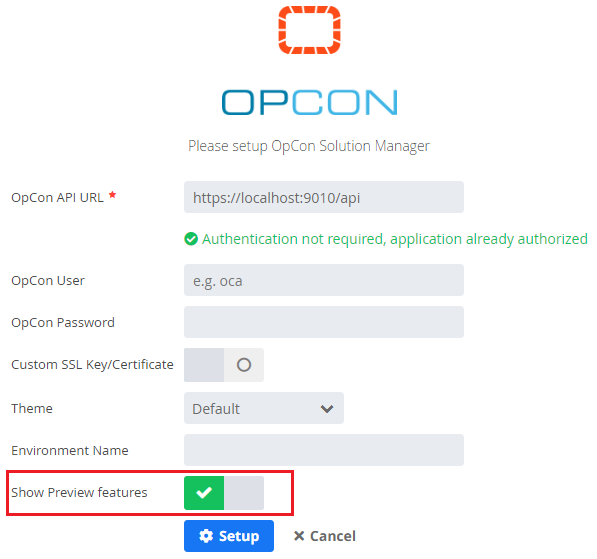 OPCON
Please setup OpCon Solution Manager
OpCon API URL *
https://localhost:9010/api
Authentication not required, application already authorized
OpCon User
e.g. oca
OpCon Password
Custom SSL Key/Certificate
Theme
Default
Environment Name
Show Preview features
Setup
Cancel